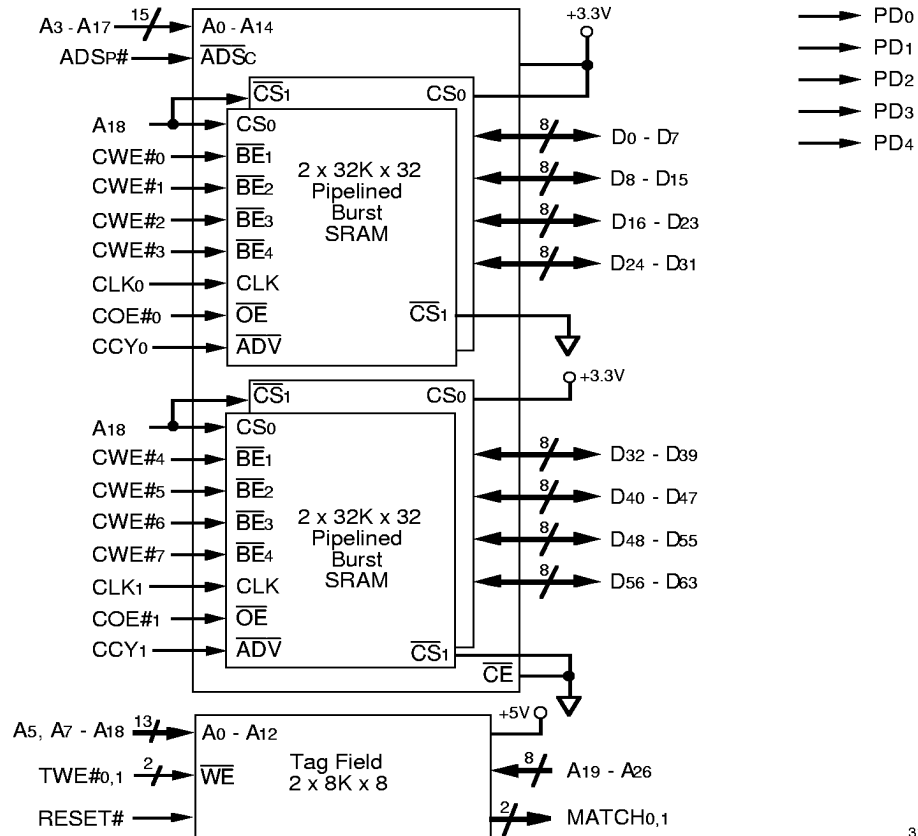 A3 - A17 15 A0 - A14 +3.3V PD0
ADSP# ADSC PD1
CS1 CS0 PD2
A18 CS0 PD3
PD4
CWE#0 BE1 8 D0 - D7
CWE#1 BE2 8 D8 - D15
CWE#2 BE3 8 D16 - D23
CWE#3 BE4 8 D24 - D31
2 x 32K x 32
Pipelined
Burst
SRAM
CLK0 CLK
COE#0 OE CS1
CCY0 ADV
+3.3V
CS1 CS0
A18 CS0
CWE#4 BE1 8 D32 - D39
CWE#5 BE2 8 D40 - D47
CWE#6 BE3 8 D48 - D55
CWE#7 BE4 8 D56 - D63
2 x 32K x 32
Pipelined
Burst
SRAM
CLK1 CLK
COE#1 OE
CCY1 ADV CS1
CE
A5, A7 - A18 13 A0 - A12 +5V
Tag Field
2 x 8K x 8
TWE#0,1 2 WE 8 A19 - A26
RESET# 2 MATCH0,1
3